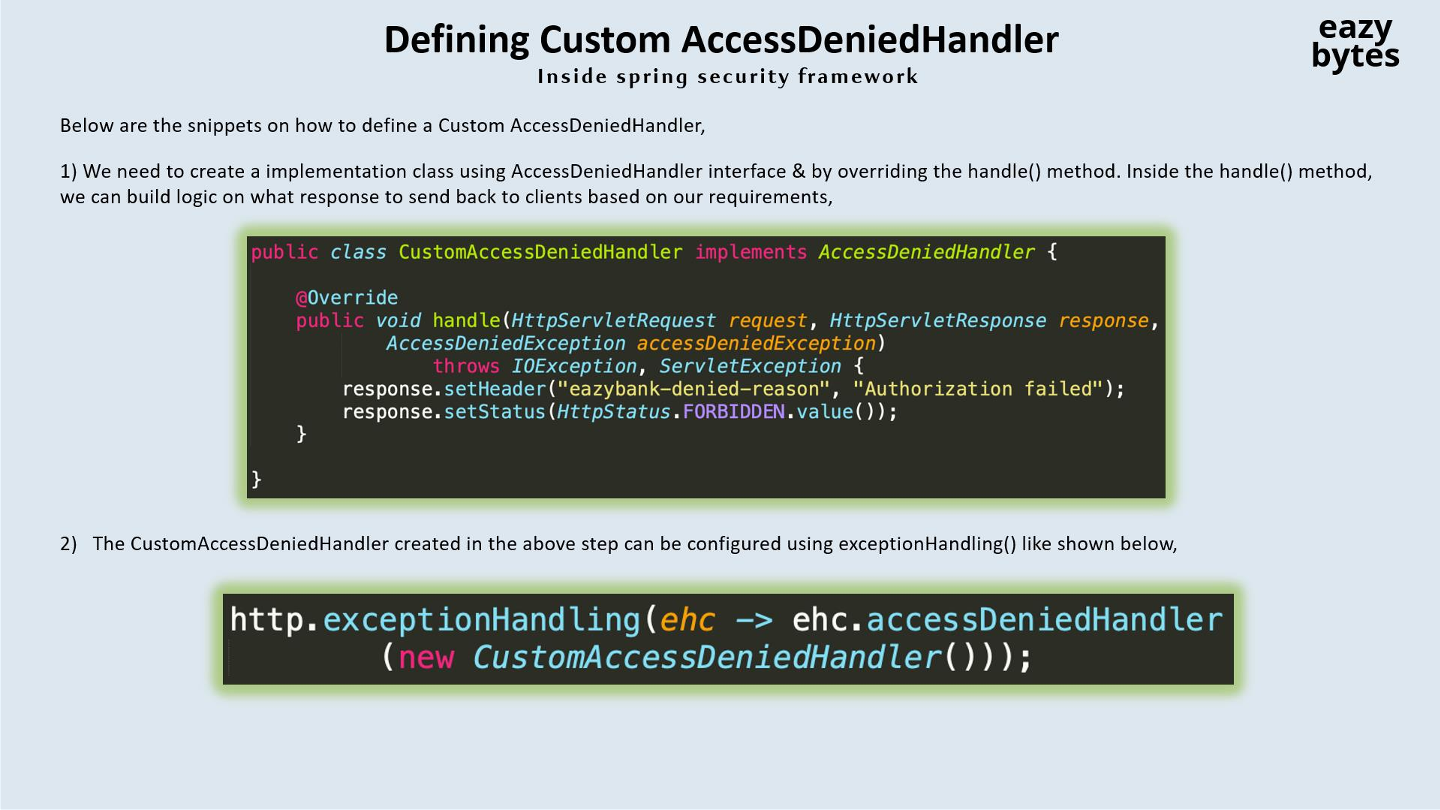 Defining Custom AccessDeniedHandler
eazy
bytes
Inside spring security framework
Below are the snippets on how to define a Custom AccessDeniedHandler,
1) We need to create a implementation class using AccessDeniedHandler interface & by overriding the handle() method. Inside the handle() method,
we can build logic on what response to send back to clients based on our requirements,
public class CustomAccessDeniedHandler implements AccessDeniedHandler {
@Override
public void handle(HttpServletRequest request, HttpServletResponse response,
AccessDeniedException accessDeniedException)
throws IOException, ServletException {
response.setHeader("eazybank-denied-reason", "Authorization failed");
response.setStatus(HttpStatus.FORBIDDEN.value());
}
}
2) The CustomAccessDeniedHandler created in the above step can be configured using exceptionHandling() like shown below,
http.exceptionHandling(ehc -> ehc.accessDeniedHandler
(new CustomAccessDeniedHandler()));